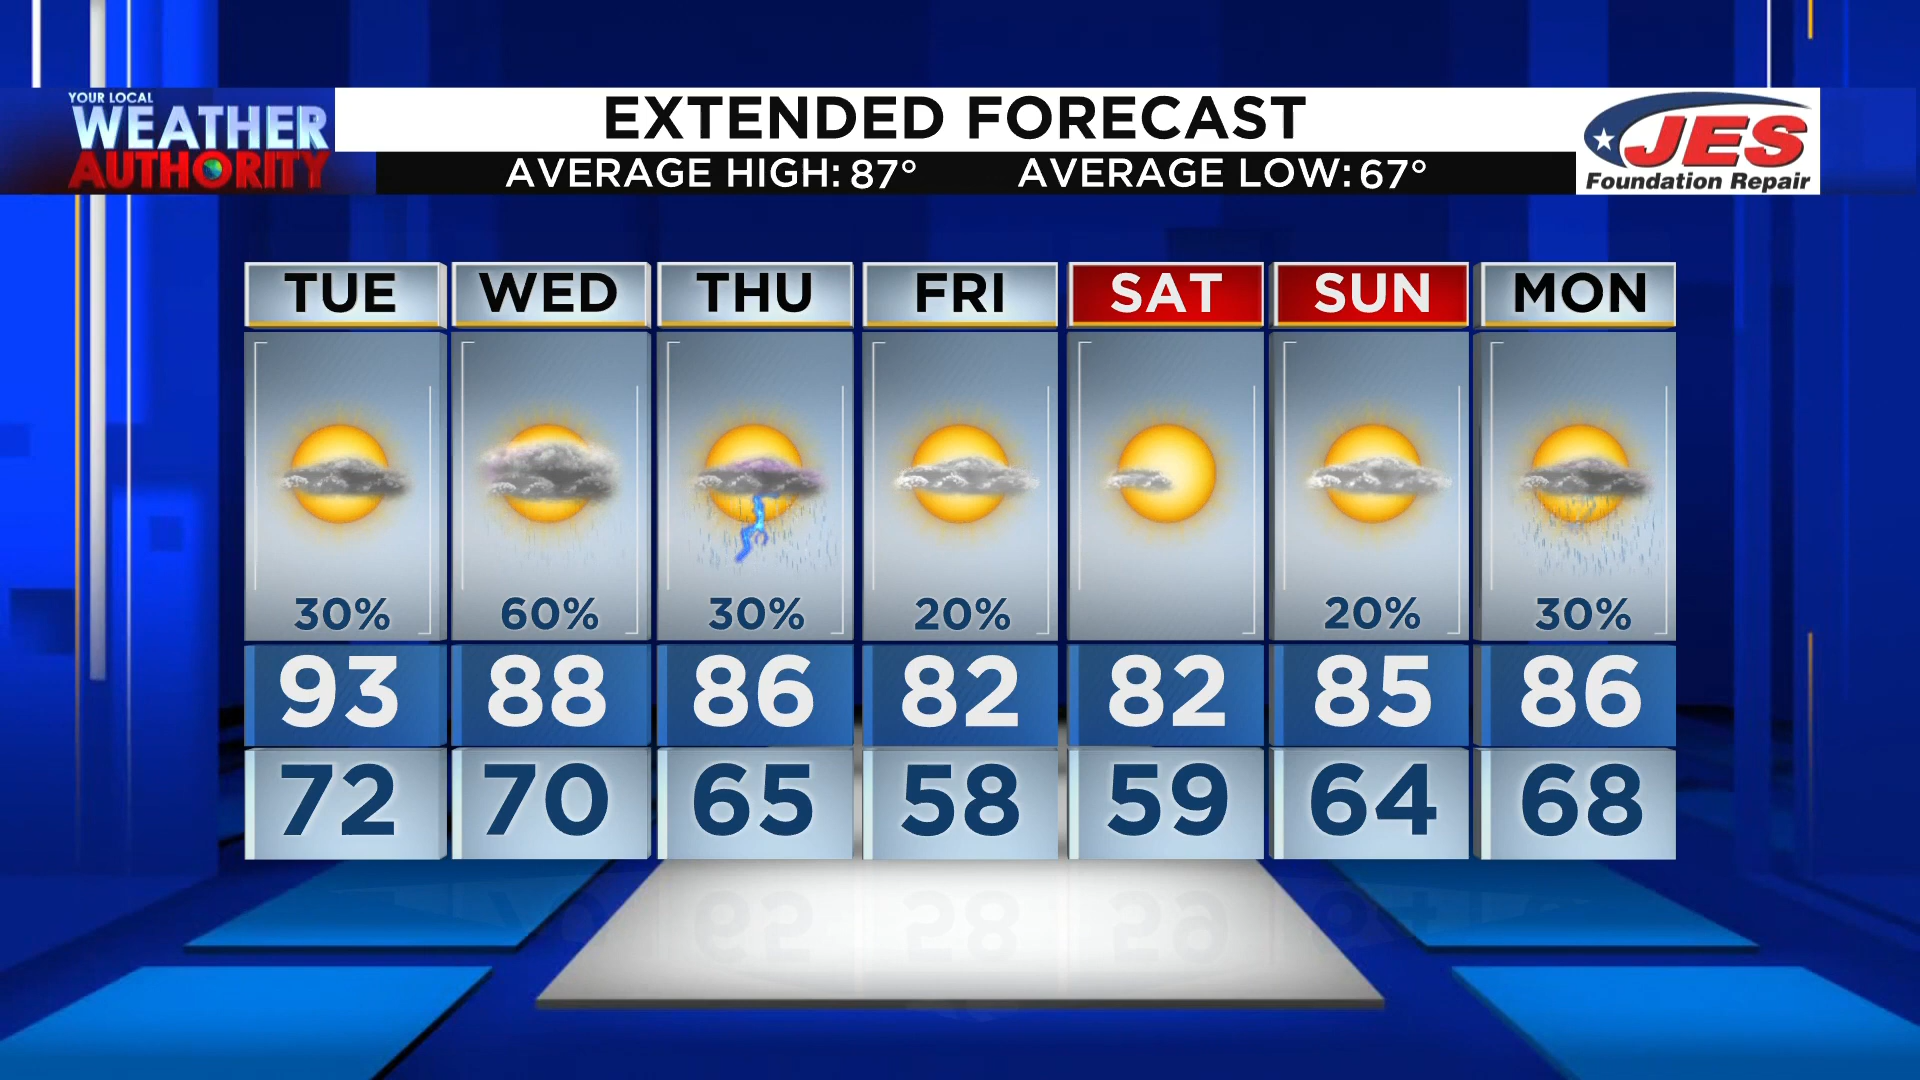 YOUR LOCAL
WEATHER
AUTHORITY
EXTENDED FORECAST
AVERAGE HIGH: 87° AVERAGE LOW: 67°
JES
Foundation Repair
TUE WED THU FRI SAT SUN MON
30% 60% 30% 20% 20% 30%
93 88 86 82 82 85 86
72 70 65 58 59 64 68